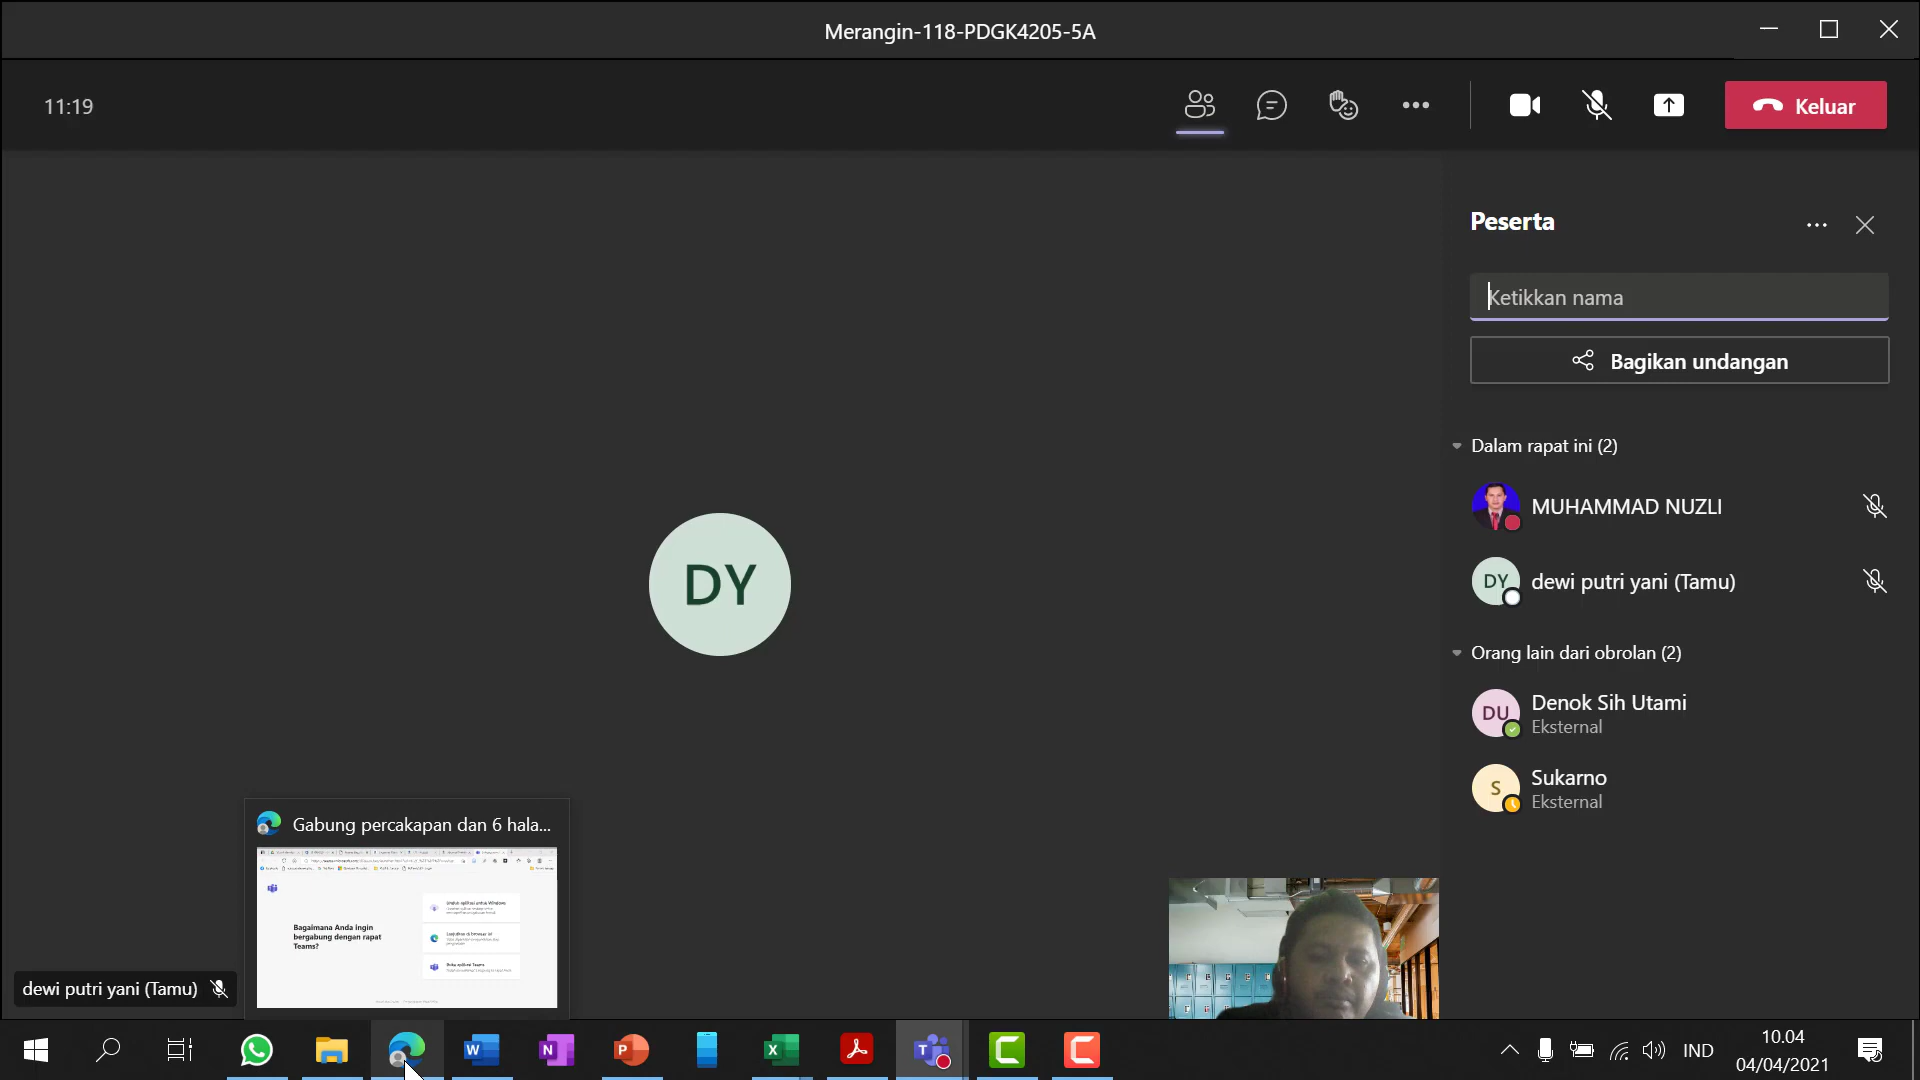 Merangin-118-PDGK4205-5A
11:19
Keluar
Peserta
Ketikkan nama
Bagikan undangan
Dalam rapat ini (2)
MUHAMMAD NUZLI
DY
dewi putri yani (Tamu)
Orang lain dari obrolan (2)
DU
Denok Sih Utami
Eksternal
S
Sukarno
Eksternal
DY
Gabung percakapan dan 6 hala...
Bagaimana Anda ingin
bergabung dengan rapat
Teams?
dewi putri yani (Tamu)
W
N
P
X
T
IND
10.04
04/04/2021